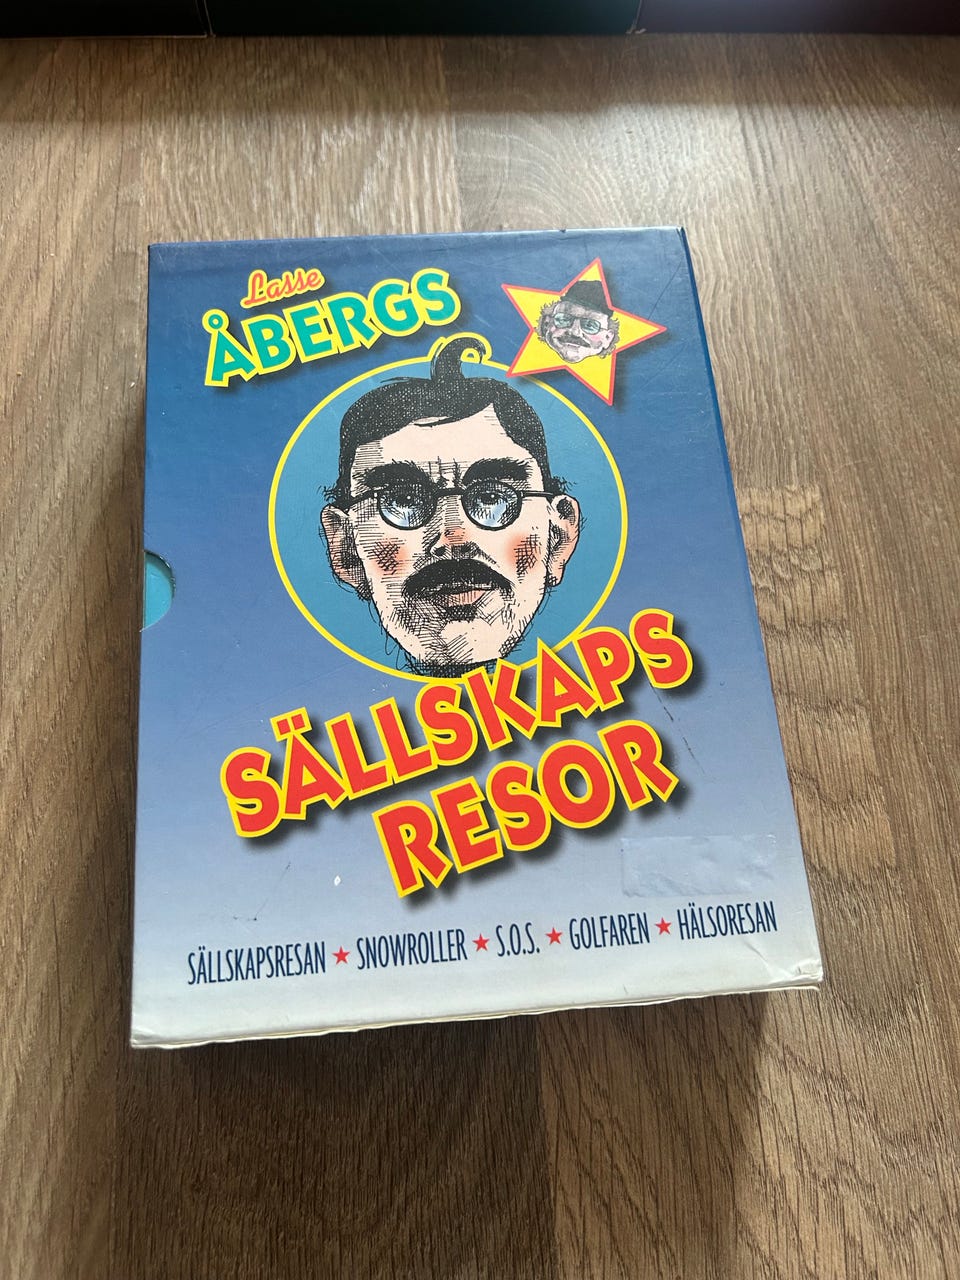 Lasse
ÅBERGS
SÄLLSKAPS
RESOR
SÄLLSKAPSRESAN ★ SNOWROLLER ★ S.O.S. ★ GOLFAREN ★ HÄLSORESAN